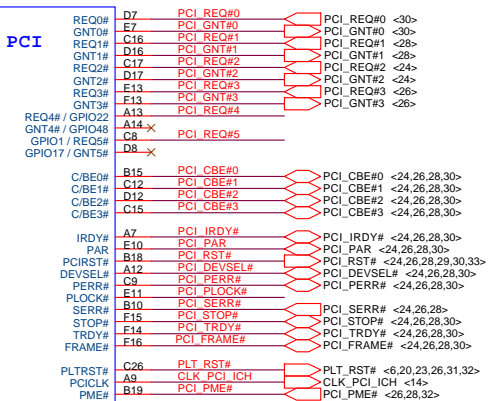 REQ0# D7 PCI_REQ#0 PCI_REQ#0 <30>
GNT0# E7 PCI_GNT#0 PCI_GNT#0 <30>
PCI REQ1# C16 PCI_REQ#1 PCI_REQ#1 <28>
GNT1# D16 PCI_GNT#1 PCI_GNT#1 <28>
REQ2# C17 PCI_REQ#2 PCI_REQ#2 <24>
GNT2# D17 PCI_GNT#2 PCI_GNT#2 <24>
REQ3# E13 PCI_REQ#3 PCI_REQ#3 <26>
GNT3# F13 PCI_GNT#3 PCI_GNT#3 <26>
REQ4# / GPIO22 A13 PCI_REQ#4
GNT4# / GPIO48 A14
GPIO1 / REQ5# C8 PCI_REQ#5
GPIO17 / GNT5# D8
C/BE0# B15 PCI_CBE#0 PCI_CBE#0 <24,26,28,30>
C/BE1# C12 PCI_CBE#1 PCI_CBE#1 <24,26,28,30>
C/BE2# D12 PCI_CBE#2 PCI_CBE#2 <24,26,28,30>
C/BE3# C15 PCI_CBE#3 PCI_CBE#3 <24,26,28,30>
IRDY# A7 PCI_IRDY# PCI_IRDY# <24,26,28,30>
PAR E10 PCI_PAR PCI_PAR <24,26,28,30>
PCIRST# B18 PCI_RST# PCI_RST# <24,26,28,29,30,33>
DEVSEL# A12 PCI_DEVSEL# PCI_DEVSEL# <24,26,28,30>
PERR# C9 PCI_PERR# PCI_PERR# <24,26,28,30>
PLOCK# E11 PCI_PLOCK#
SERR# B10 PCI_SERR# PCI_SERR# <24,26,28>
STOP# F15 PCI_STOP# PCI_STOP# <24,26,28,30>
TRDY# F14 PCI_TRDY# PCI_TRDY# <24,26,28,30>
FRAME# F16 PCI_FRAME# PCI_FRAME# <24,26,28,30>
PLTRST# C26 PLT_RST# PLT_RST# <6,20,23,26,31,32>
PCICLK A9 CLK_PCI_ICH CLK_PCI_ICH <14>
PME# B19 PCI_PME# PCI_PME# <26,28,32>